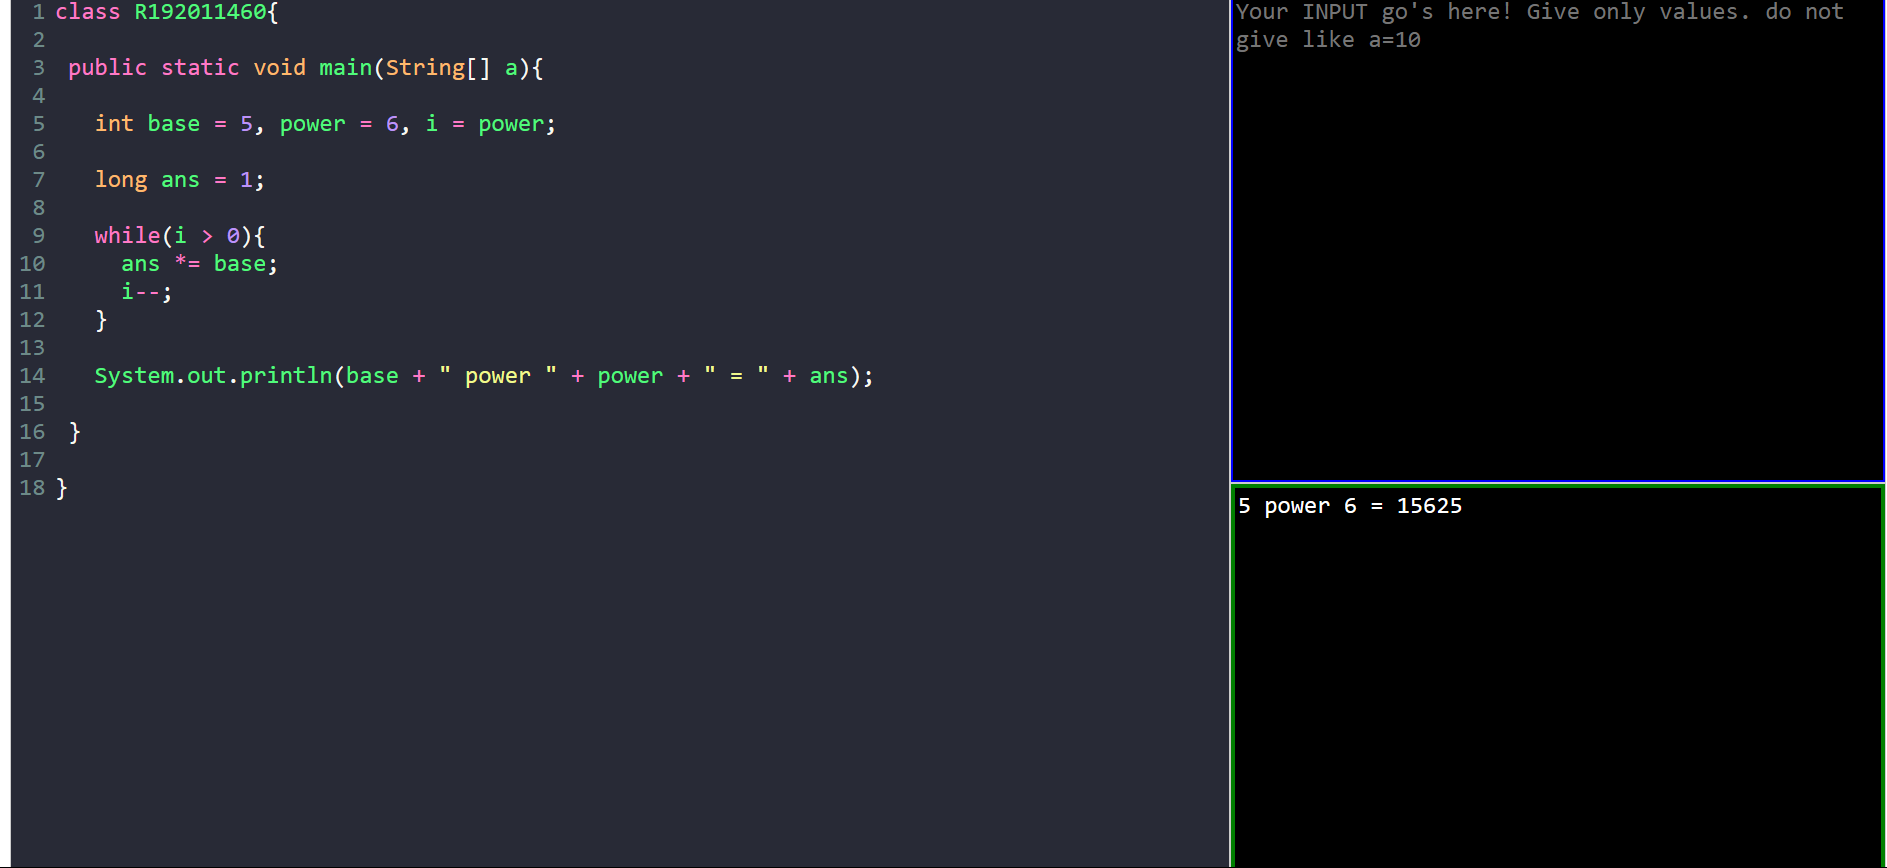 1 class R192011460{
2
3 public static void main(String[] a){
4
5 int base = 5, power = 6, i = power;
6
7 long ans = 1;
8
9 while(i > 0){
10 ans *= base;
11 i--;
12 }
13
14 System.out.println(base + " power " + power + " = " + ans);
15
16 }
17
18 }
Your INPUT go's here! Give only values. do not
give like a=10
5 power 6 = 15625